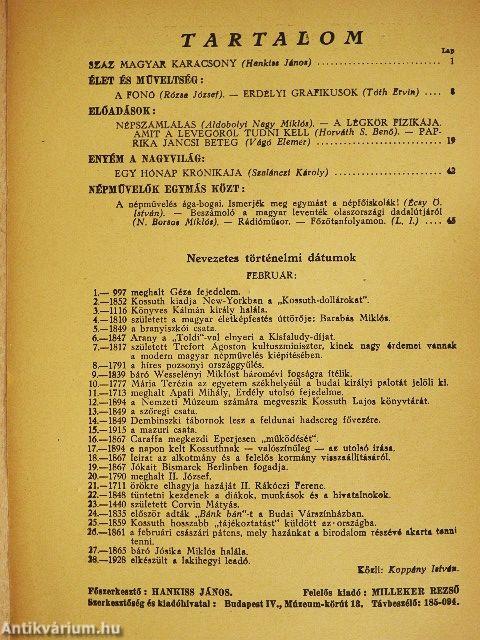 TARTALOM
Lap
SZÁZ MAGYAR KARÁCSONY (Hankiss János) 1
ÉLET ÉS MŰVELTSÉG:
A FONÓ (Rózsa József). — ERDÉLYI GRAFIKUSOK (Tóth Ervin) 8
ELŐADÁSOK:
NÉPSZÁMLÁLÁS (Aldobolyi Nagy Miklós). — A LÉGKÖR FIZIKÁJA.
AMIT A LEVEGŐRŐL TUDNI KELL (Horváth S. Benő). — PAP-
RIKA JANCSI BETEG (Vágó Elemér) 19
ENYÉM A NAGYVILÁG:
EGY HÓNAP KRÓNIKÁJA (Szalánczi Károly) 42
NÉPMŰVELŐK EGYMÁS KÖZT:
A népművelés ága-bogai. Ismerjék meg egymást a népfőiskolák! (Écsy Ö.
István). — Beszámoló a magyar leventék olaszországi dadalútjáról
(N. Borsos Miklós). — Rádióműsor. — Főzőtanfolyamon. (L. I.) 45
Nevezetes történelmi dátumok
FEBRUÁR:
1.— 997 meghalt Géza fejedelem.
2.—1852 Kossuth kiadja New-Yorkban a „Kossuth-dollárokat".
3.—1116 Könyves Kálmán király halála.
4.—1810 született a magyar életképfestés úttörője: Barabás Miklós.
5.—1849 a branyiszkói csata.
6.—1847 Arany a „Toldi"-val elnyeri a Kisfaludy-díjat.
7.—1817 született Trefort Ágoston kultuszminiszter, kinek nagy érdemei vannak
a modern magyar népművelés kiépítésében.
8.—1791 a híres pozsonyi országgyűlés.
9.—1839 báró Wesselényi Miklóst háromévi fogságra ítélik.
10.—1777 Mária Terézia az egyetem székhelyéül a budai királyi palotát jelöli ki.
11.—1713 meghalt Apafi Mihály, Erdély utolsó fejedelme.
12.—1894 a Nemzeti Múzeum számára megveszik Kossuth Lajos könyvtárát.
13.—1849 a szőregi csata.
14.—1849 Dembinszki tábornok lesz a feldunai hadsereg fővezére.
15.—1915 a mazuri csata.
16.—1867 Caraffa megkezdi Eperjesen „működését".
17.—1894 e napon kelt Kossuthnak — valószínűleg — az utolsó írása.
18.—1867 leirat az alkotmány és a felelős kormány visszaállításáról.
19.—1867 Jókait Bismarck Berlinben fogadja.
20.—1790 meghalt II. József.
21.—1711 örökre elhagyja hazáját II. Rákóczi Ferenc.
22.—1848 tüntetni kezdenek a diákok, munkások és a hivatalnokok.
23.—1440 született Corvin Mátyás.
24.—1835 először adták „Bánk bán"-t a Budai Várszínházban.
25.—1859 Kossuth hosszabb „tájékoztatást" küldött az országba.
26.—1861 a februári császári pátens, mely hazánkat a birodalom részévé akarta tenni
tenni.
27.—1865 báró Jósika Miklós halála.
28.—1928 elkészült a lakihegyi leadó.
Közli: Koppány István.
Főszerkesztő: HANKISS JÁNOS. Felelős kiadó: MILLEKER REZSŐ
Szerkesztőség és kiadóhivatal: Budapest IV., Múzeum-körút 18. Távbeszélő: 185-094.
Antikvárium.hu